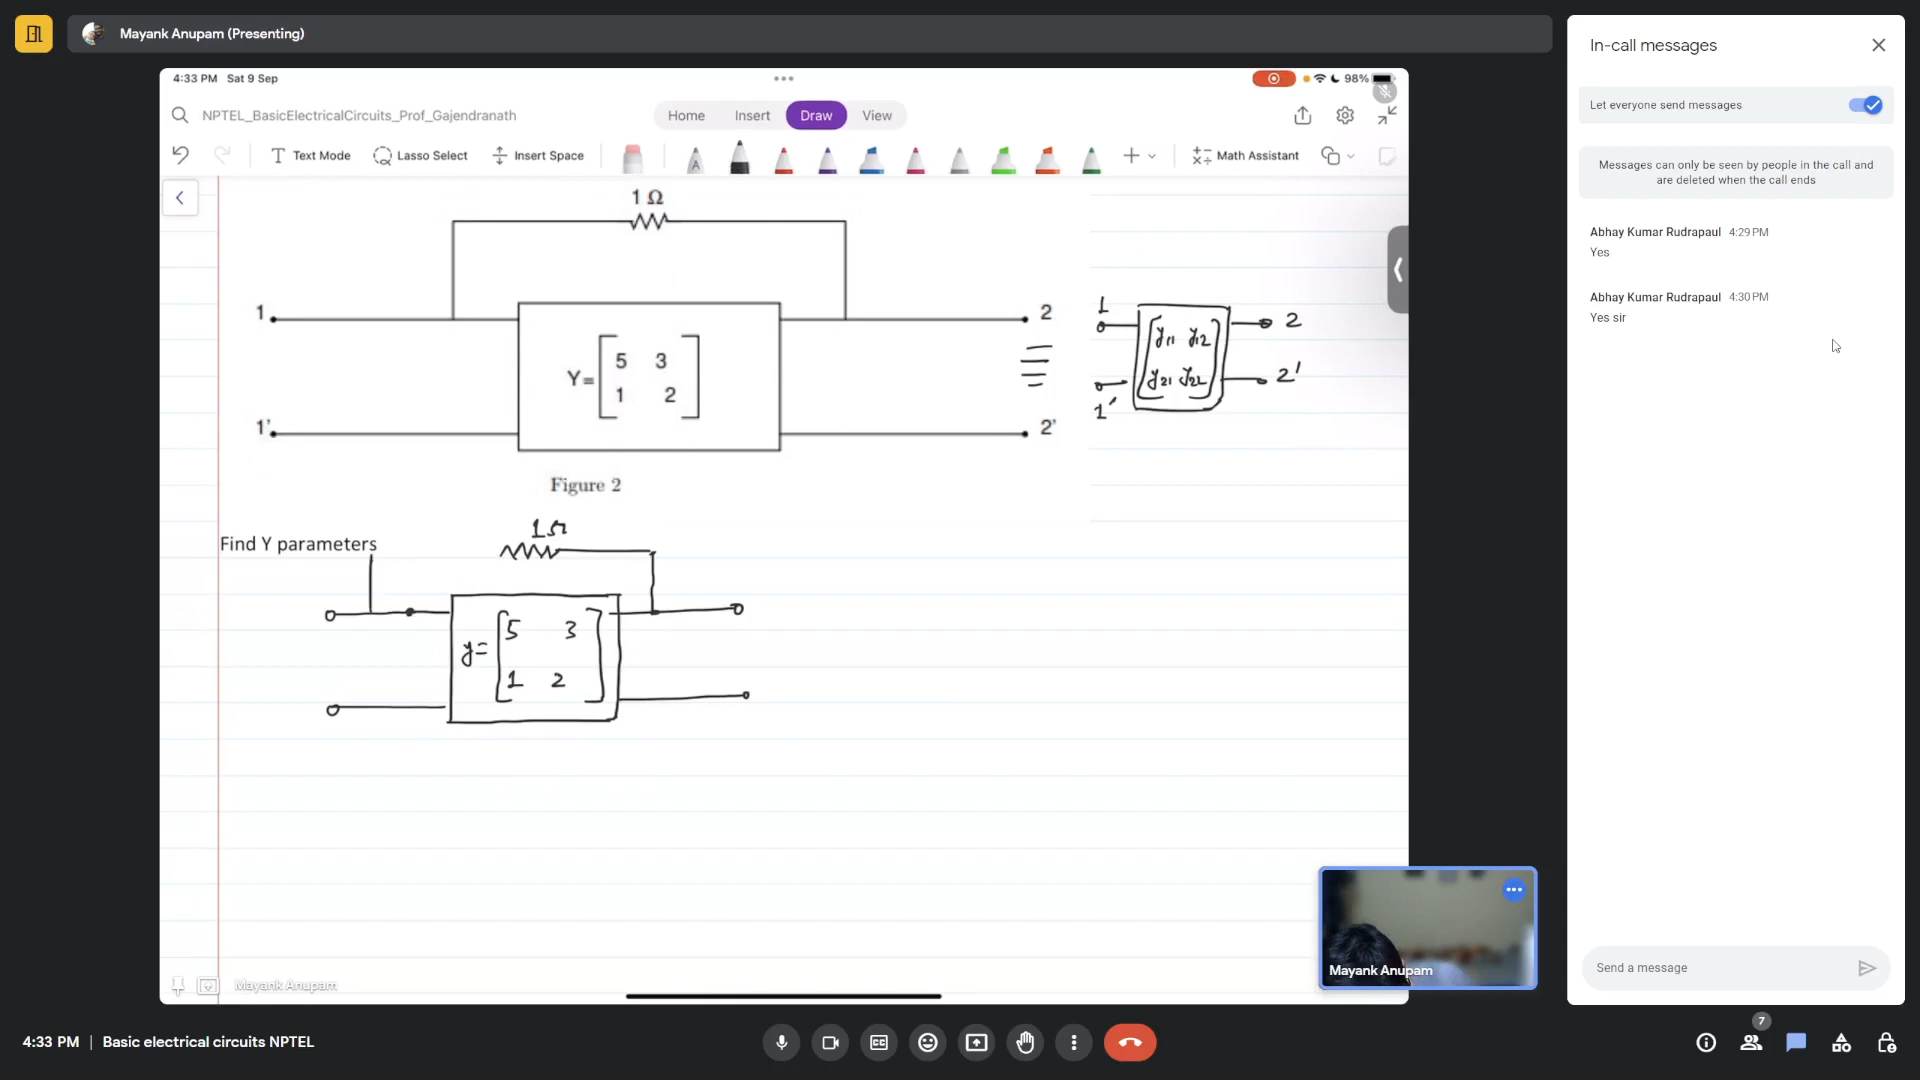 Mayank Anupam (Presenting)
4:33 PM Sat 9 Sep
98%
NPTEL_BasicElectricalCircuits_Prof_Gajendranath
Home Insert Draw View
Text Mode Lasso Select Insert Space Math Assistant
1 Ω
1 2
Y= [ 5 3
1 2 ]
1' 2'
Figure 2
1 2
y11 y12
y21 y22
1' 2'
Find Y parameters
1Ω
y= [ 5 3
1 2 ]
Mayank Anupam
Mayank Anupam
4:33 PM | Basic electrical circuits NPTEL
In-call messages
Let everyone send messages
Messages can only be seen by people in the call and
are deleted when the call ends
Abhay Kumar Rudrapaul 4:29 PM
Yes
Abhay Kumar Rudrapaul 4:30 PM
Yes sir
Send a message
7